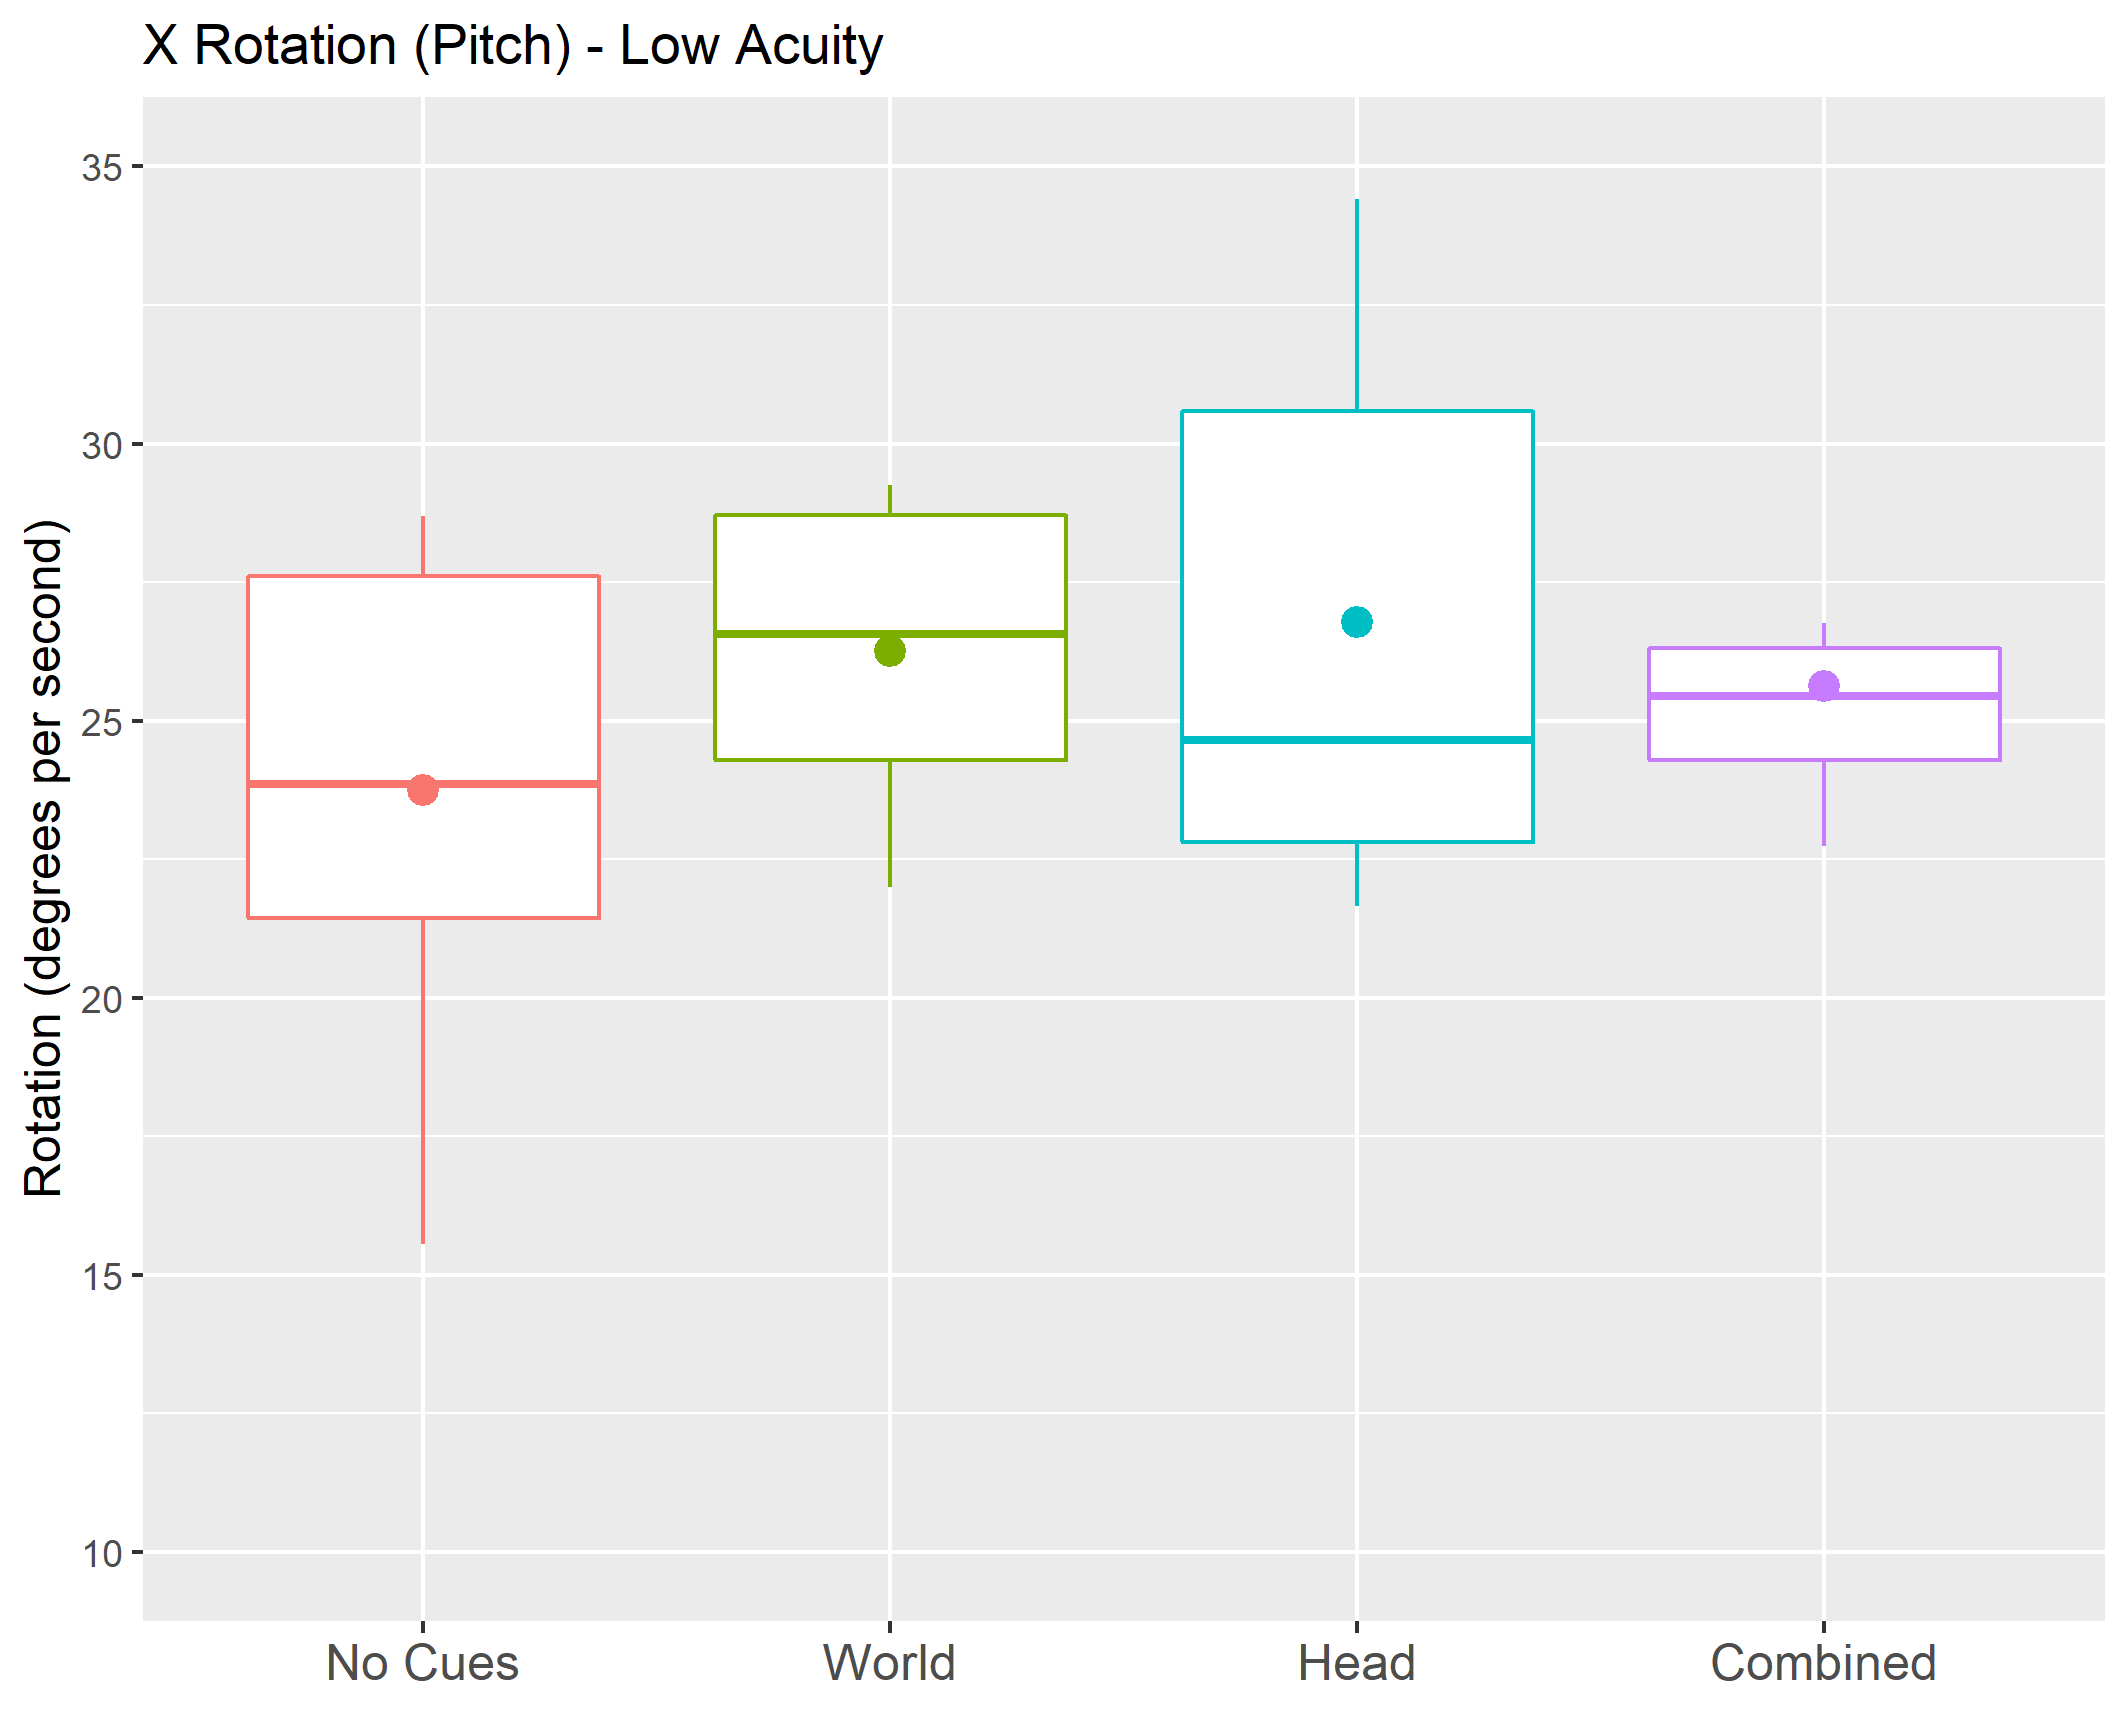 X Rotation (Pitch) - Low Acuity
Rotation (degrees per second)
35
30
25
20
15
10
No Cues
World
Head
Combined